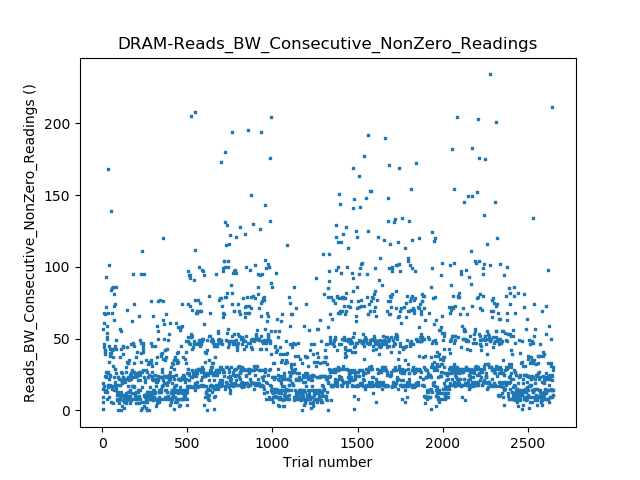 DRAM-Reads_BW_Consecutive_NonZero_Readings
Reads_BW_Consecutive_NonZero_Readings ()
200
150
100
50
0
0 500 1000 1500 2000 2500
Trial number